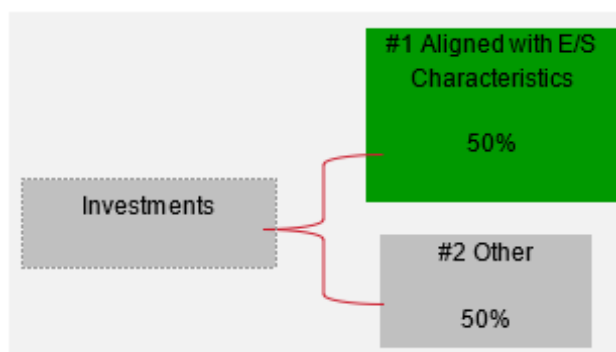 #1 Aligned with E/S
Characteristics
50%
Investments
#2 Other
50%